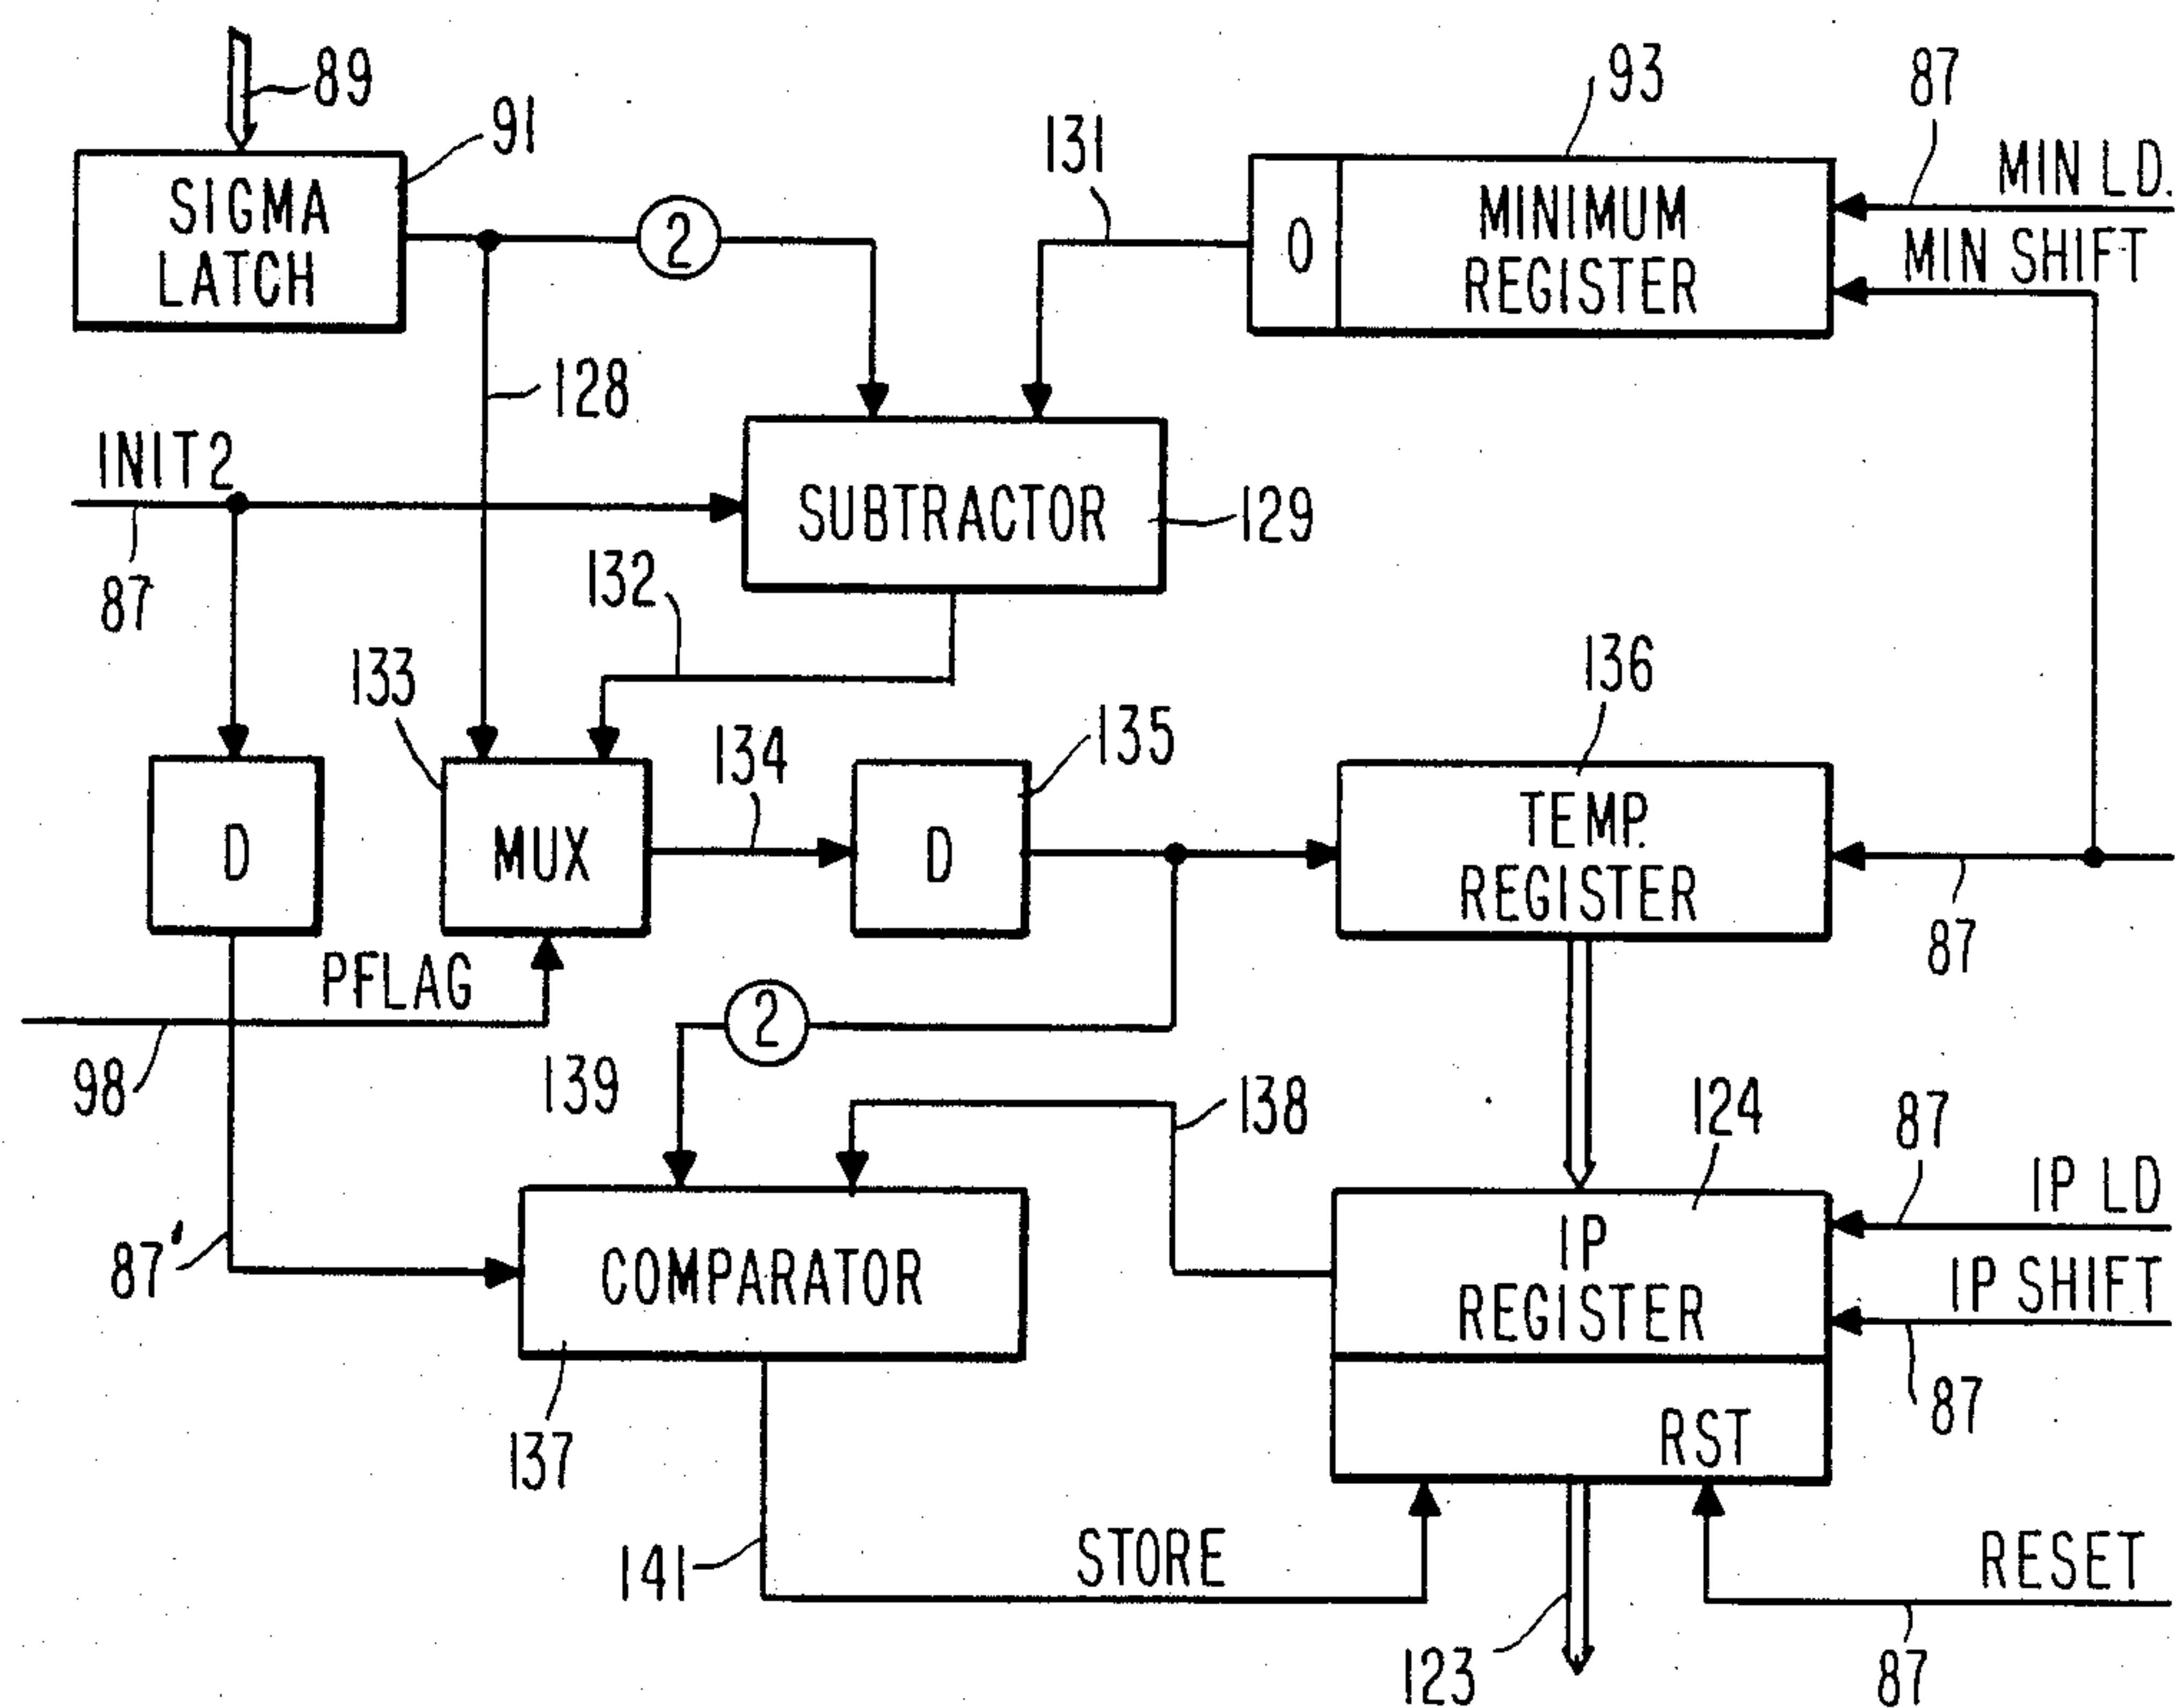 89
91
SIGMA
LATCH
2
131
93
0
MINIMUM
REGISTER
87
MIN LD.
MIN SHIFT
128
INIT2
87
SUBTRACTOR
129
132
133
134
135
136
D
MUX
D
TEMP.
REGISTER
87
PFLAG
98
2
139
138
124
87
IP LD
IP SHIFT
87
87'
COMPARATOR
137
IP
REGISTER
RST
141
STORE
123
RESET
87